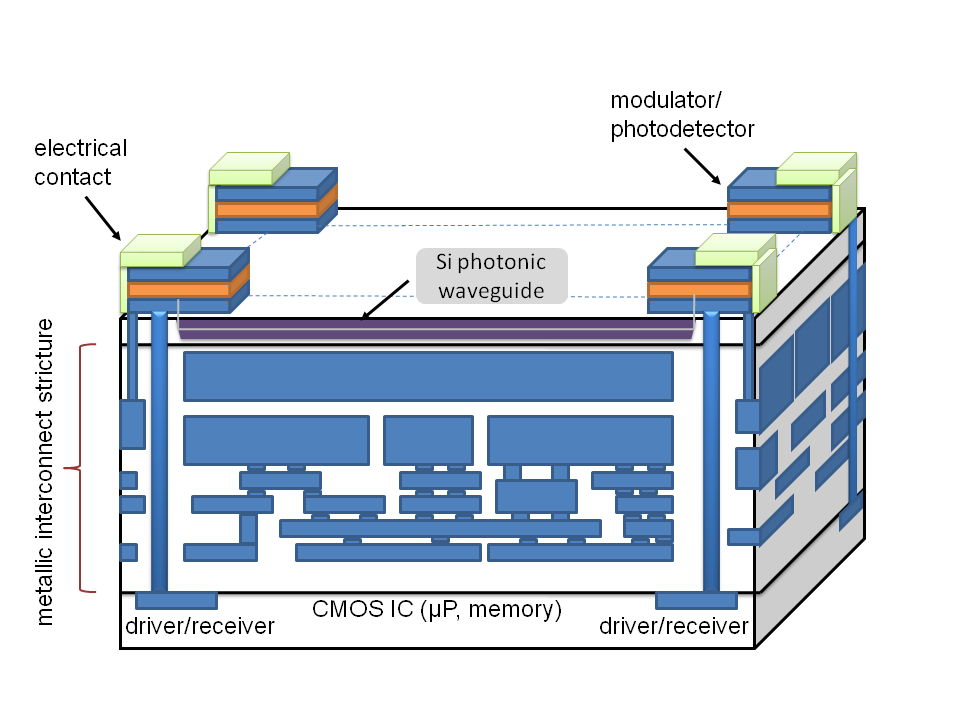 modulator/
photodetector
electrical
contact
Si photonic
waveguide
metallic interconnect stricture
CMOS IC (µP, memory)
driver/receiver
driver/receiver